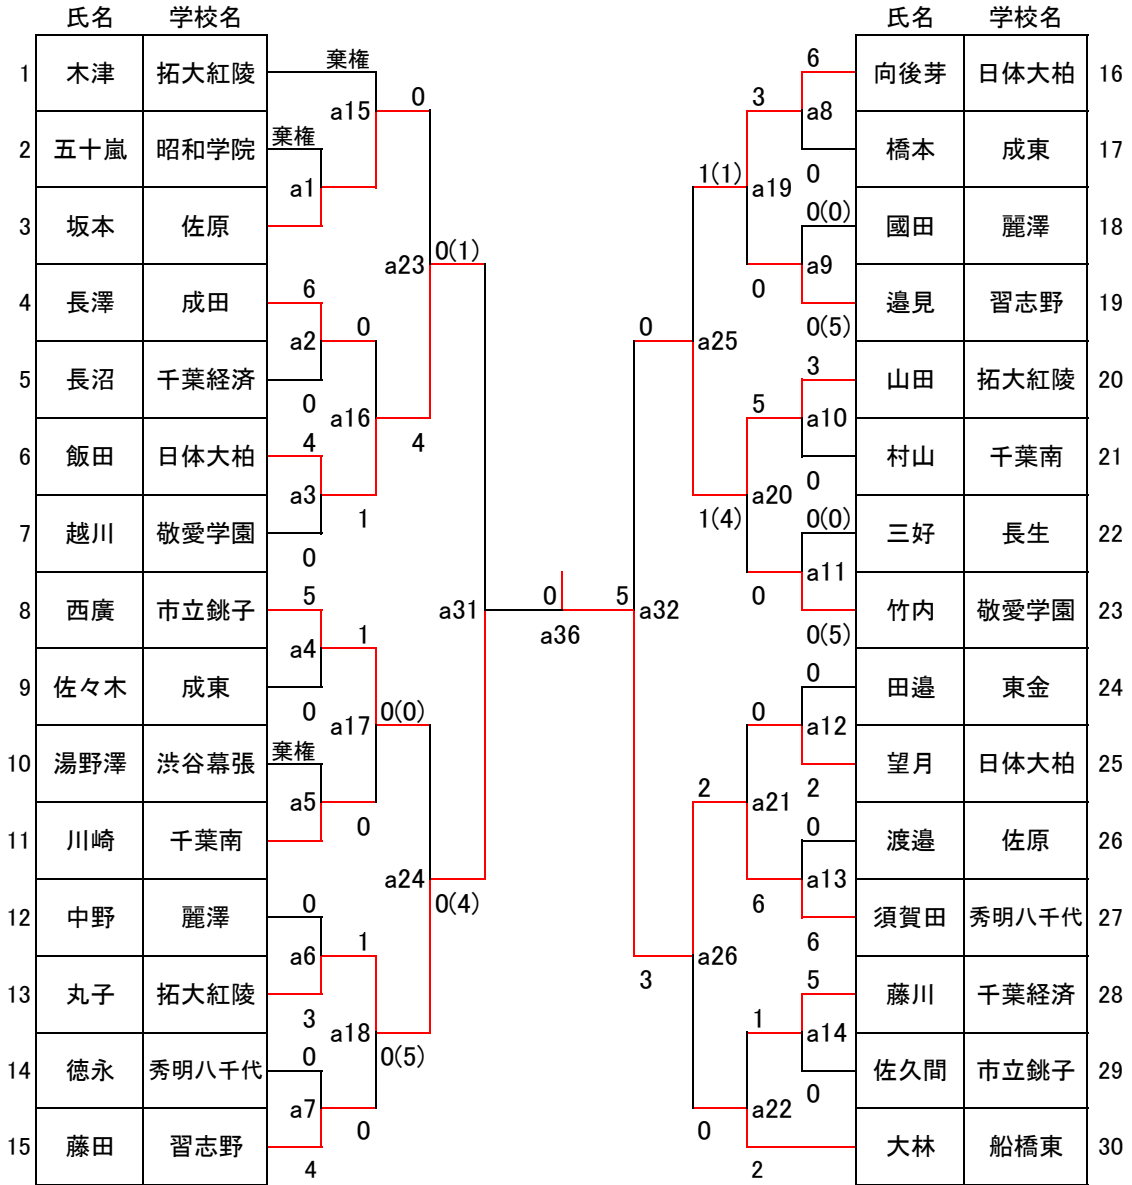 氏名 学校名 氏名 学校名
1 木津 拓大紅陵 棄権 6 向後芽 日体大柏 16
a15 0 3 a8
2 五十嵐 昭和学院 棄権 橋本 成東 17
a1 1(1) a19 0
3 坂本 佐原 0(0) 國田 麗澤 18
a23 0(1) a9
4 長澤 成田 6 0 邉見 習志野 19
a2 0 0 a25 0(5)
5 長沼 千葉経済 3 山田 拓大紅陵 20
0 a16 5 a10
6 飯田 日体大柏 4 4 村山 千葉南 21
a3 a20 0
7 越川 敬愛学園 1 1(4) 0(0) 三好 長生 22
0 a11
8 西廣 市立銚子 5 a31 0 5 a32 0 竹内 敬愛学園 23
a4 1 a36 0(5)
9 佐々木 成東 0 田邉 東金 24
0 a17 0(0) 0 a12
10 湯野澤 渋谷幕張 棄権 望月 日体大柏 25
a5 2 a21 2
11 川崎 千葉南 0 0 渡邉 佐原 26
a24 a13
12 中野 麗澤 0 0(4) 6 須賀田 秀明八千代 27
a6 1 a26 6
13 丸子 拓大紅陵 3 5 藤川 千葉経済 28
3 a18 1 a14
14 徳永 秀明八千代 0 0(5) 佐久間 市立銚子 29
a7 a22 0
15 藤田 習志野 0 0 大林 船橋東 30
4 2